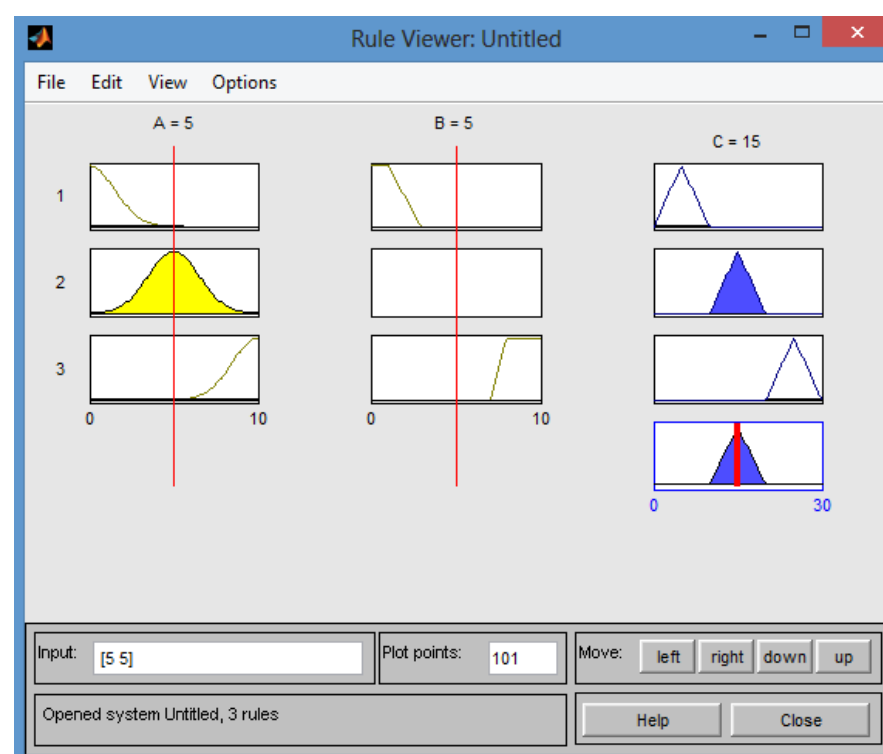 Rule Viewer: Untitled
File Edit View Options
A = 5 B = 5 C = 15
1
2
3
0 10 0 10
0 30
Input: [5 5] Plot points: 101 Move: left right down up
Opened system Untitled, 3 rules Help Close